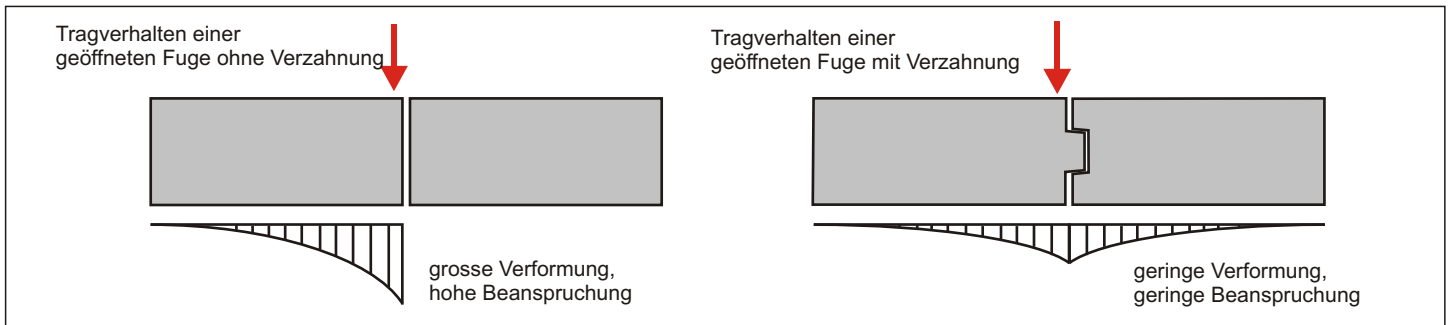 Tragverhalten einer
geöffneten Fuge ohne Verzahnung
grosse Verformung,
hohe Beanspruchung
Tragverhalten einer
geöffneten Fuge mit Verzahnung
geringe Verformung,
geringe Beanspruchung